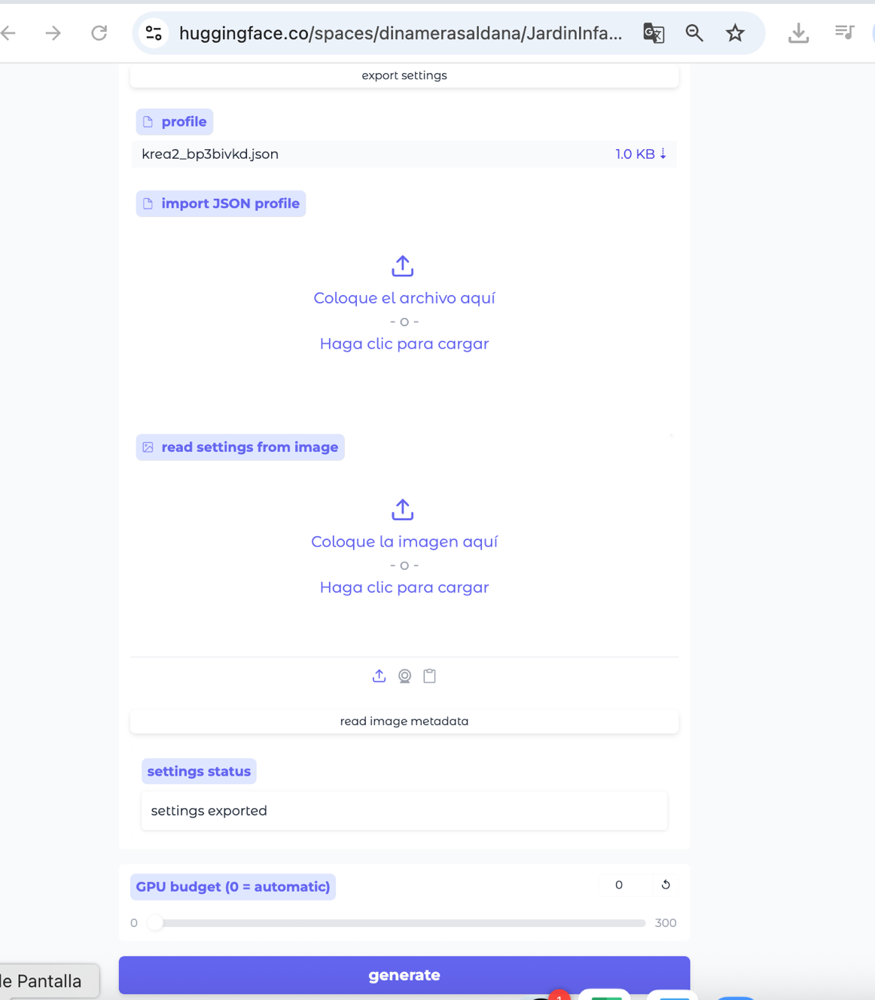 huggingface.co/spaces/dinamerasaldana/JardinInfa...
export settings
profile
krea2_bp3bivkd.json
1.0 KB ↓
import JSON profile
Coloque el archivo aquí
- o -
Haga clic para cargar
read settings from image
Coloque la imagen aquí
- o -
Haga clic para cargar
read image metadata
settings status
settings exported
GPU budget (0 = automatic)
0
0
300
generate
de Pantalla
1